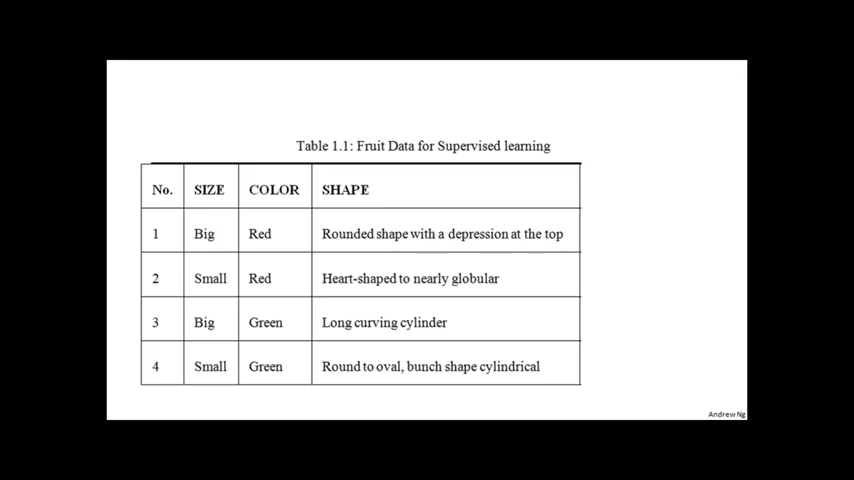 Table 1.1: Fruit Data for Supervised learning
No. SIZE COLOR SHAPE
1 Big Red Rounded shape with a depression at the top
2 Small Red Heart-shaped to nearly globular
3 Big Green Long curving cylinder
4 Small Green Round to oval, bunch shape cylindrical
Andrew Ng